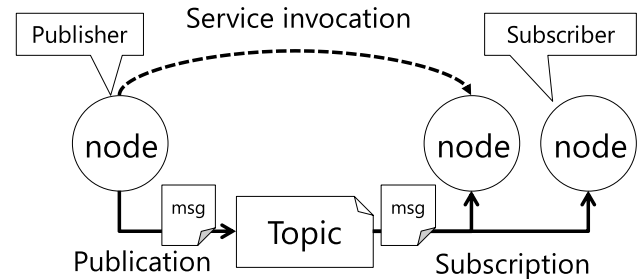 Service invocation
Publisher
Subscriber
node
node
node
msg
Topic
msg
Publication
Subscription